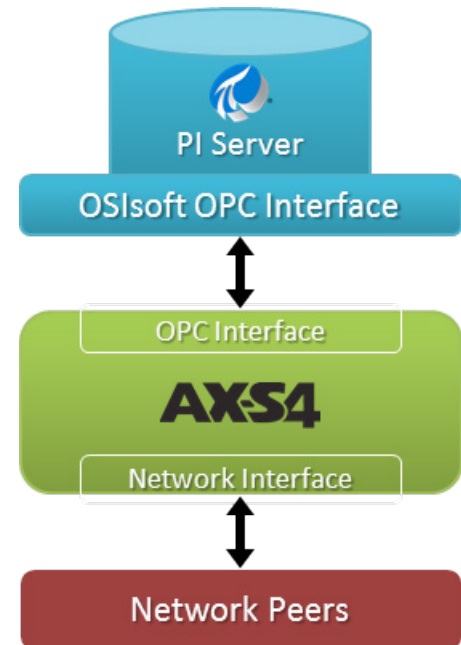 PI Server
OSIsoft OPC Interface
OPC Interface
AX-S4
Network Interface
Network Peers